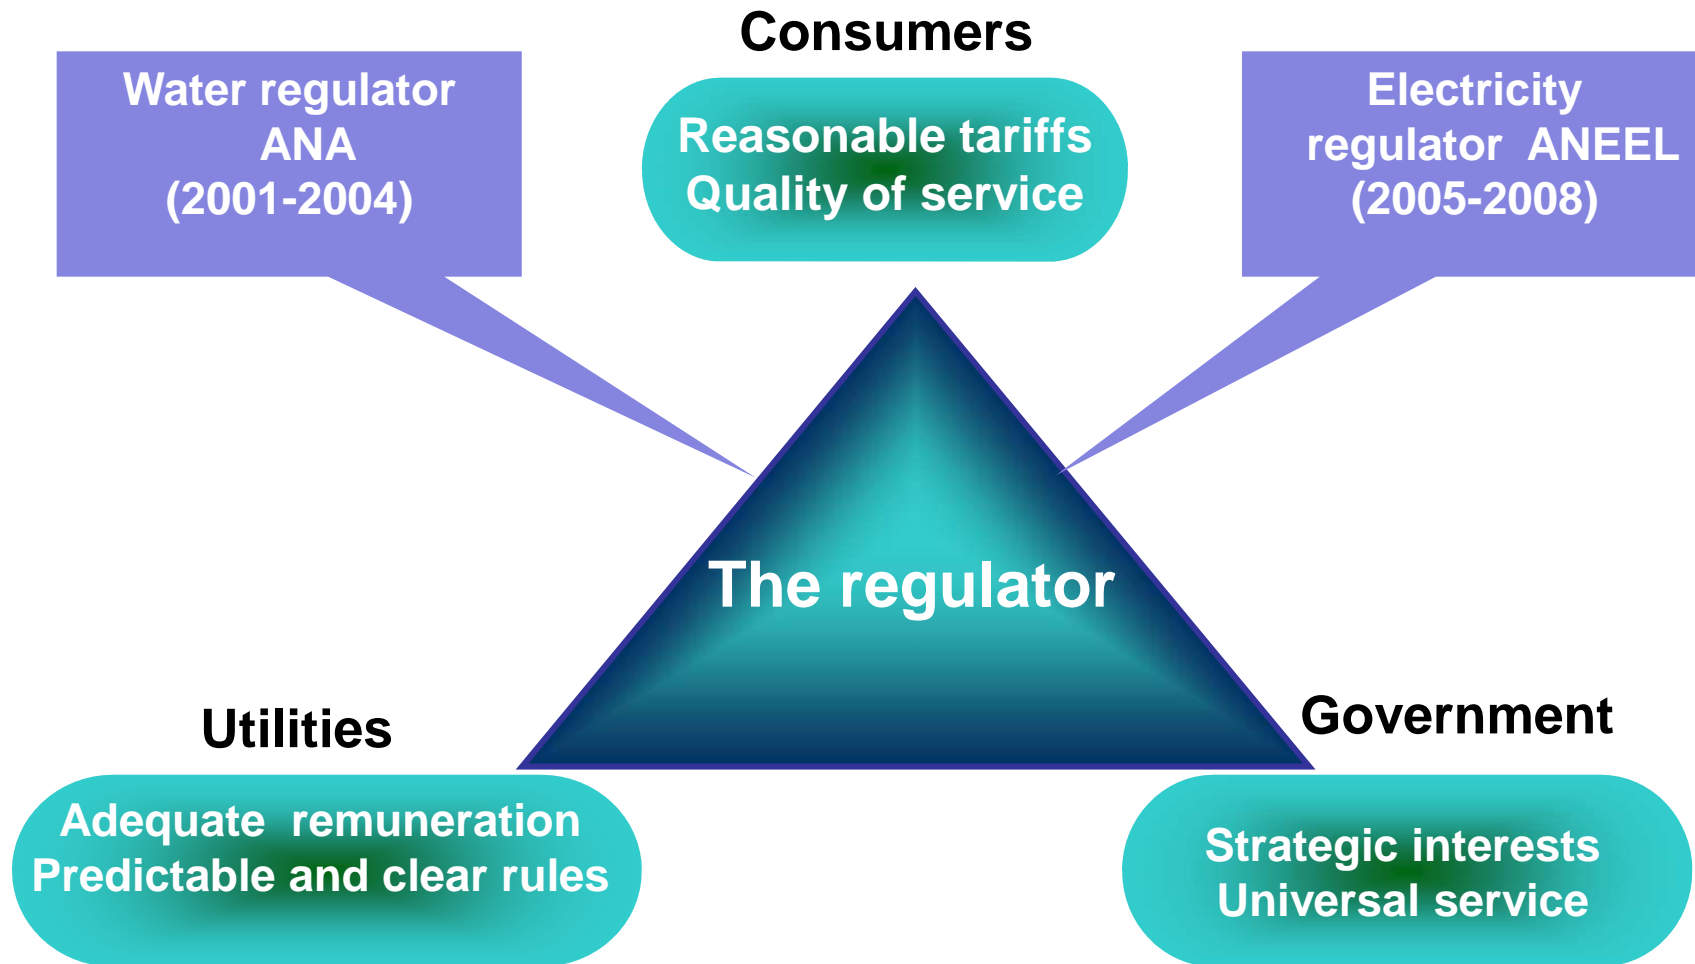 Consumers
Water regulator
ANA
(2001-2004)
Reasonable tariffs
Quality of service
Electricity
regulator ANEEL
(2005-2008)
The regulator
Utilities
Adequate remuneration
Predictable and clear rules
Government
Strategic interests
Universal service